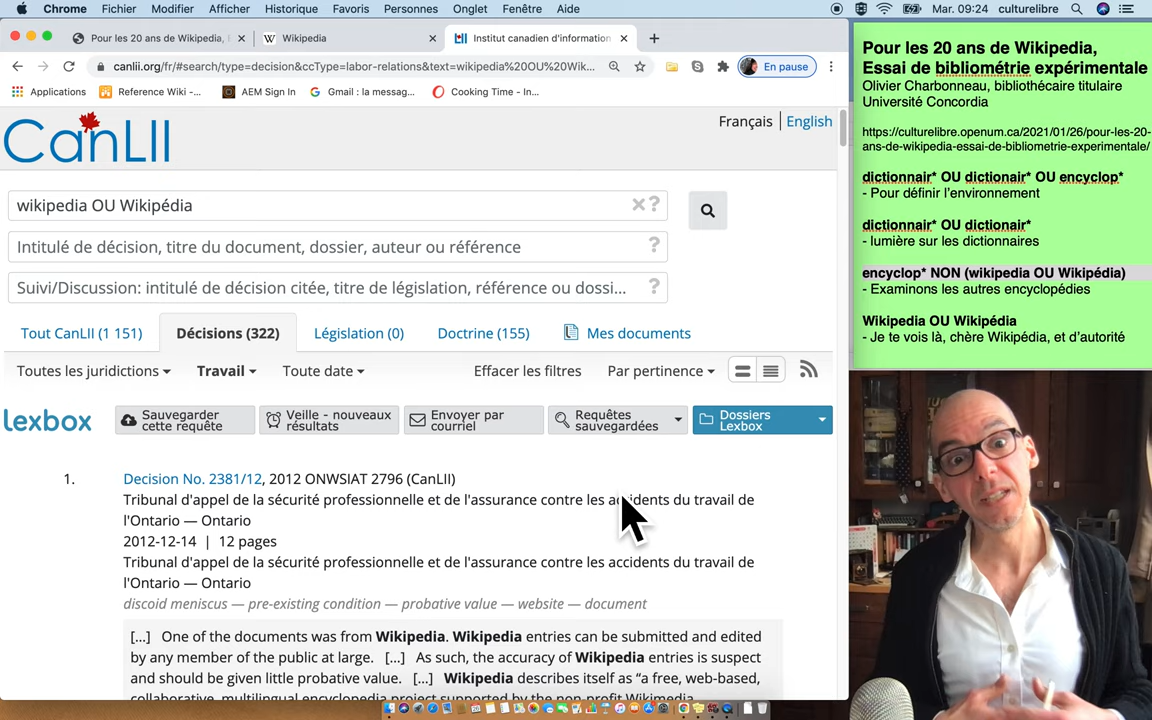 Chrome Fichier Modifier Afficher Historique Favoris Personnes Onglet Fenêtre Aide Mar. 09:24 culturelibre
Pour les 20 ans de Wikipedia, Wikipedia Institut canadien d'information
canlii.org/fr/#search/type=decision&ccType=labor-relations&text=wikipedia%20OU%20Wik... En pause
Applications Reference Wiki -... AEM Sign In Gmail : la messag... Cooking Time - In...
CanLII
Français | English
wikipedia OU Wikipédia
Intitulé de décision, titre du document, dossier, auteur ou référence
Suivi/Discussion: intitulé de décision citée, titre de législation, référence ou dossi...
Tout CanLII (1 151) Décisions (322) Législation (0) Doctrine (155) Mes documents
Toutes les juridictions Travail Toute date Effacer les filtres Par pertinence
lexbox Sauvegarder cette requête Veille - nouveaux résultats Envoyer par courriel Requêtes sauvegardées Dossiers Lexbox
1. Decision No. 2381/12, 2012 ONWSIAT 2796 (CanLII)
Tribunal d'appel de la sécurité professionnelle et de l'assurance contre les accidents du travail de
l'Ontario — Ontario
2012-12-14 | 12 pages
Tribunal d'appel de la sécurité professionnelle et de l'assurance contre les accidents du travail de
l'Ontario — Ontario
discoid meniscus — pre-existing condition — probative value — website — document
[...] One of the documents was from Wikipedia. Wikipedia entries can be submitted and edited
by any member of the public at large. [...] As such, the accuracy of Wikipedia entries is suspect
and should be given little probative value. [...] Wikipedia describes itself as "a free, web-based,
collaborative, multilingual encyclopedia project supported by the non-profit Wikimedia
Pour les 20 ans de Wikipedia,
Essai de bibliométrie expérimentale
Olivier Charbonneau, bibliothécaire titulaire
Université Concordia
https://culturelibre.openum.ca/2021/01/26/pour-les-20-
ans-de-wikipedia-essai-de-bibliometrie-experimentale/
dictionnair* OU dictionair* OU encyclop*
- Pour définir l'environnement
dictionnair* OU dictionair*
- lumière sur les dictionnaires
encyclop* NON (wikipedia OU Wikipédia)
- Examinons les autres encyclopédies
Wikipedia OU Wikipédia
- Je te vois là, chère Wikipédia, et d'autorité